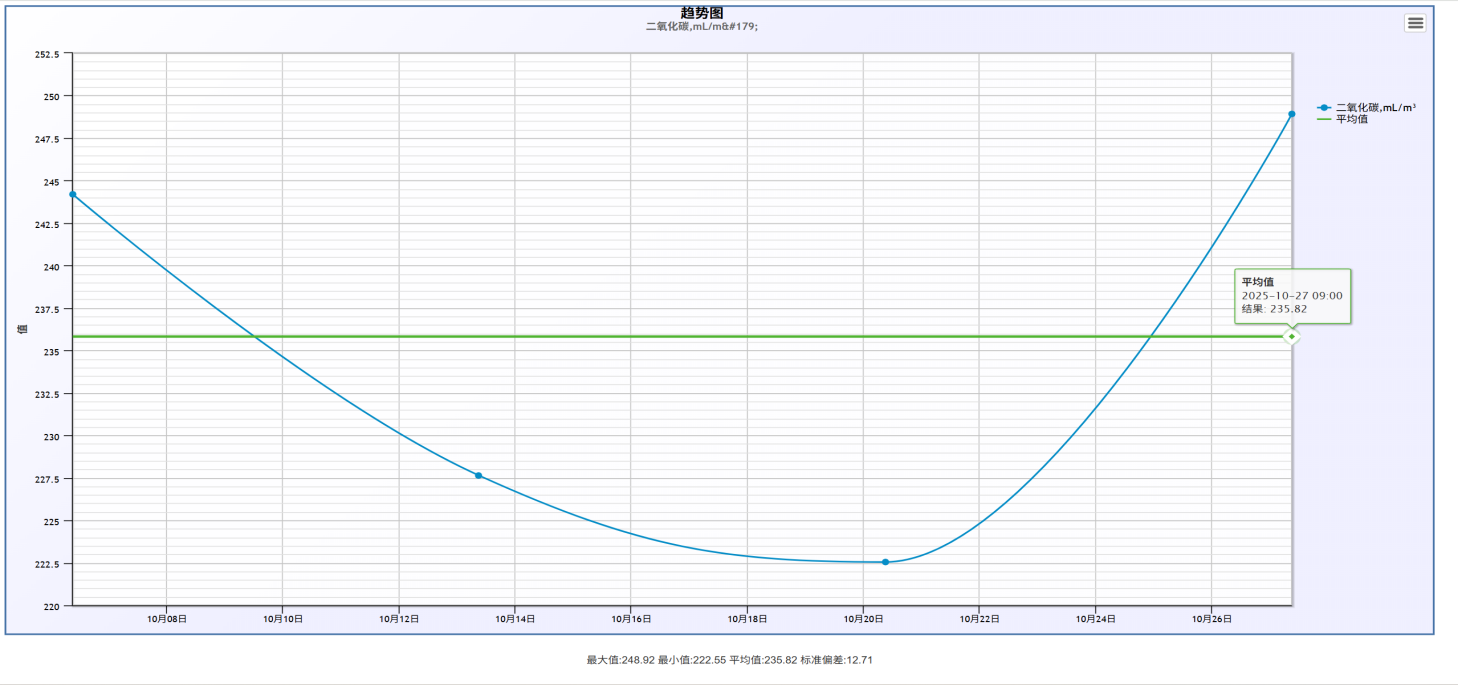 趋势图
二氧化碳,mL/m&#179;
252.5
250
247.5
245
242.5
240
237.5
235
232.5
230
227.5
225
222.5
220
值
二氧化碳,mL/m³
平均值
平均值
2025-10-27 09:00
结果: 235.82
10月08日 10月10日 10月12日 10月14日 10月16日 10月18日 10月20日 10月22日 10月24日 10月26日
最大值:248.92 最小值:222.55 平均值:235.82 标准偏差:12.71